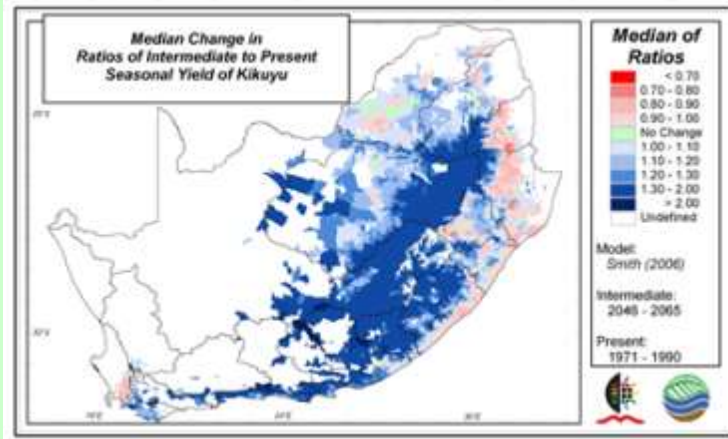 Median Change in
Ratios of Intermediate to Present
Seasonal Yield of Kikuyu
Median of
Ratios
< 0.70
0.70 - 0.80
0.80 - 0.90
0.90 - 1.00
No Change
1.00 - 1.10
1.10 - 1.20
1.20 - 1.30
1.30 - 2.00
> 2.00
Undefined
Model:
Smith (2006)
Intermediate:
2046 - 2065
Present:
1971 - 1990